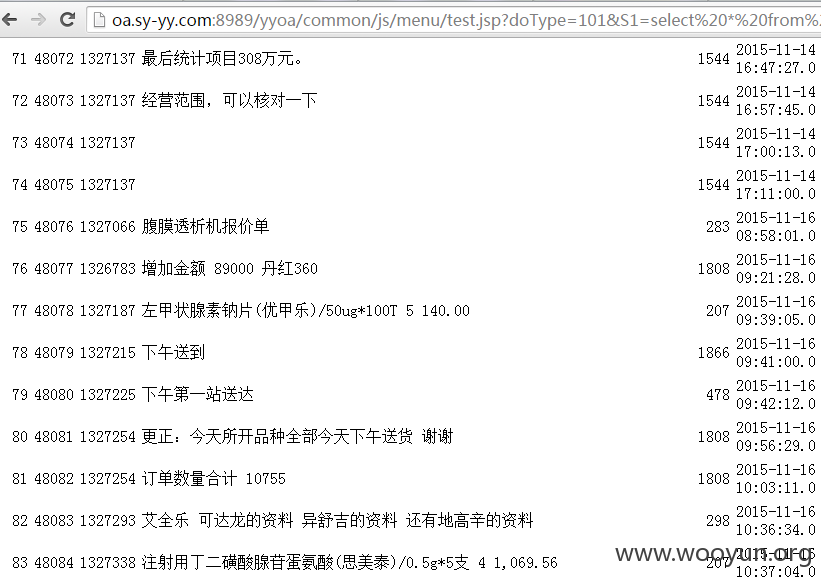 oa.sy-yy.com:8989/yyoa/common/js/menu/test.jsp?doType=101&S1=select%20*%20from%
71 48072 1327137 最后统计项目308万元。 1544 2015-11-14 16:47:27.0
72 48073 1327137 经营范围，可以核对一下 1544 2015-11-14 16:57:45.0
73 48074 1327137 1544 2015-11-14 17:00:13.0
74 48075 1327137 1544 2015-11-14 17:11:00.0
75 48076 1327066 腹膜透析机报价单 283 2015-11-16 08:58:01.0
76 48077 1326783 增加金额 89000 丹红360 1808 2015-11-16 09:21:28.0
77 48078 1327187 左甲状腺素钠片(优甲乐)/50ug*100T 5 140.00 207 2015-11-16 09:39:05.0
78 48079 1327215 下午送到 1866 2015-11-16 09:41:00.0
79 48080 1327225 下午第一站送达 478 2015-11-16 09:42:12.0
80 48081 1327254 更正：今天所开品种全部今天下午送货 谢谢 1808 2015-11-16 09:56:29.0
81 48082 1327254 订单数量合计 10755 1808 2015-11-16 10:03:11.0
82 48083 1327293 艾全乐 可达龙的资料 异舒吉的资料 还有地高辛的资料 298 2015-11-16 10:36:34.0
83 48084 1327338 注射用丁二磺酸腺苷蛋氨酸(思美泰)/0.5g*5支 4 1,069.56 207 2015-11-16 10:37:04.0
www.wooyun.org